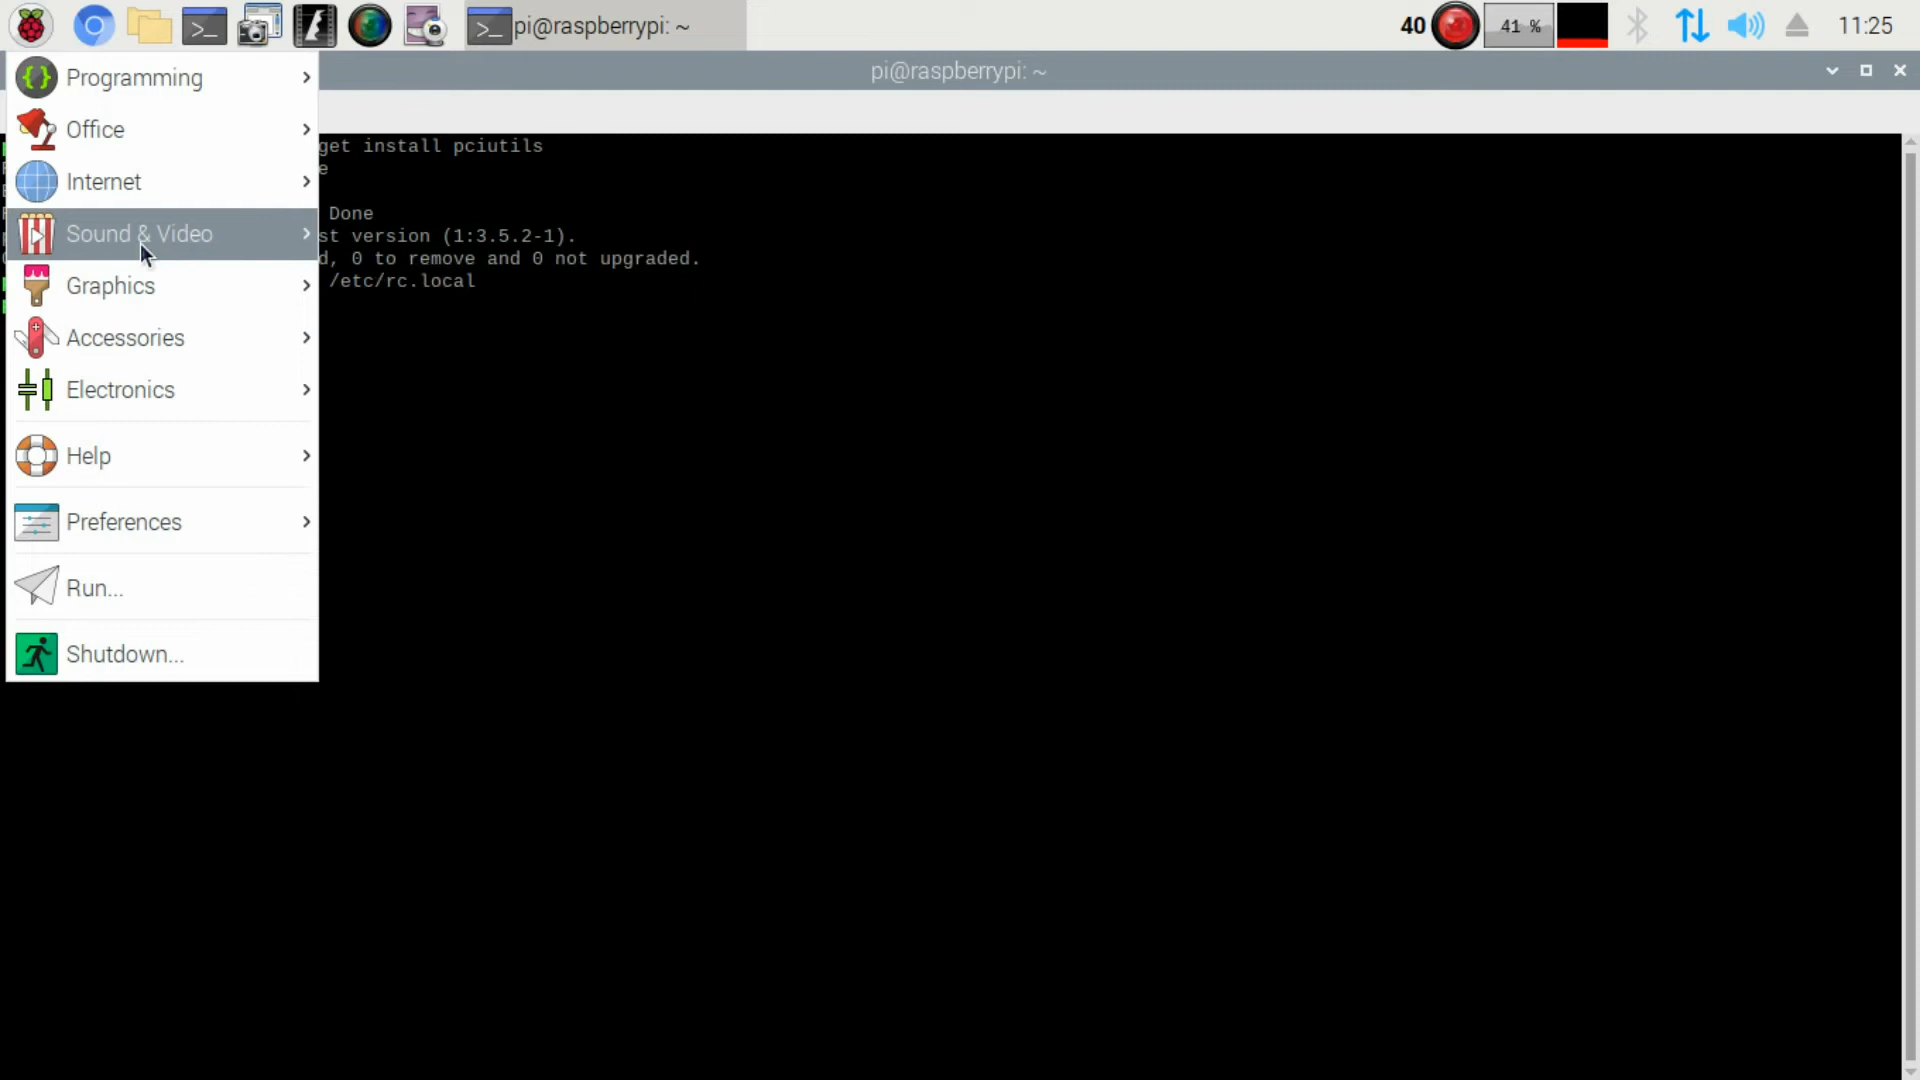 pi@raspberrypi: ~
40
41 %
11:25
pi@raspberrypi: ~
Programming
Office
Internet
Sound & Video
Graphics
Accessories
Electronics
Help
Preferences
Run...
Shutdown...
get install pciutils
e
Done
st version (1:3.5.2-1).
d, 0 to remove and 0 not upgraded.
/etc/rc.local